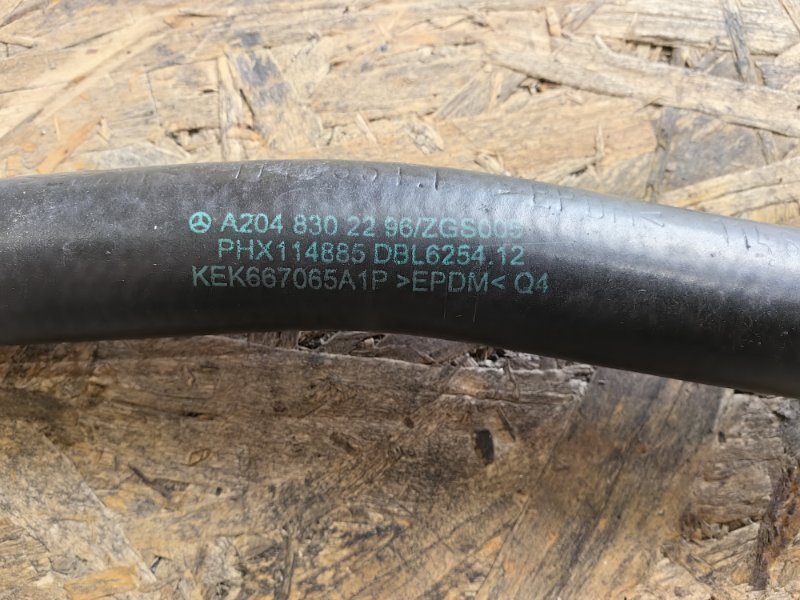 A204 830 22 96/ZGS005
PHX114885 DBL6254.12
KEK667065A1P >EPDM< Q4